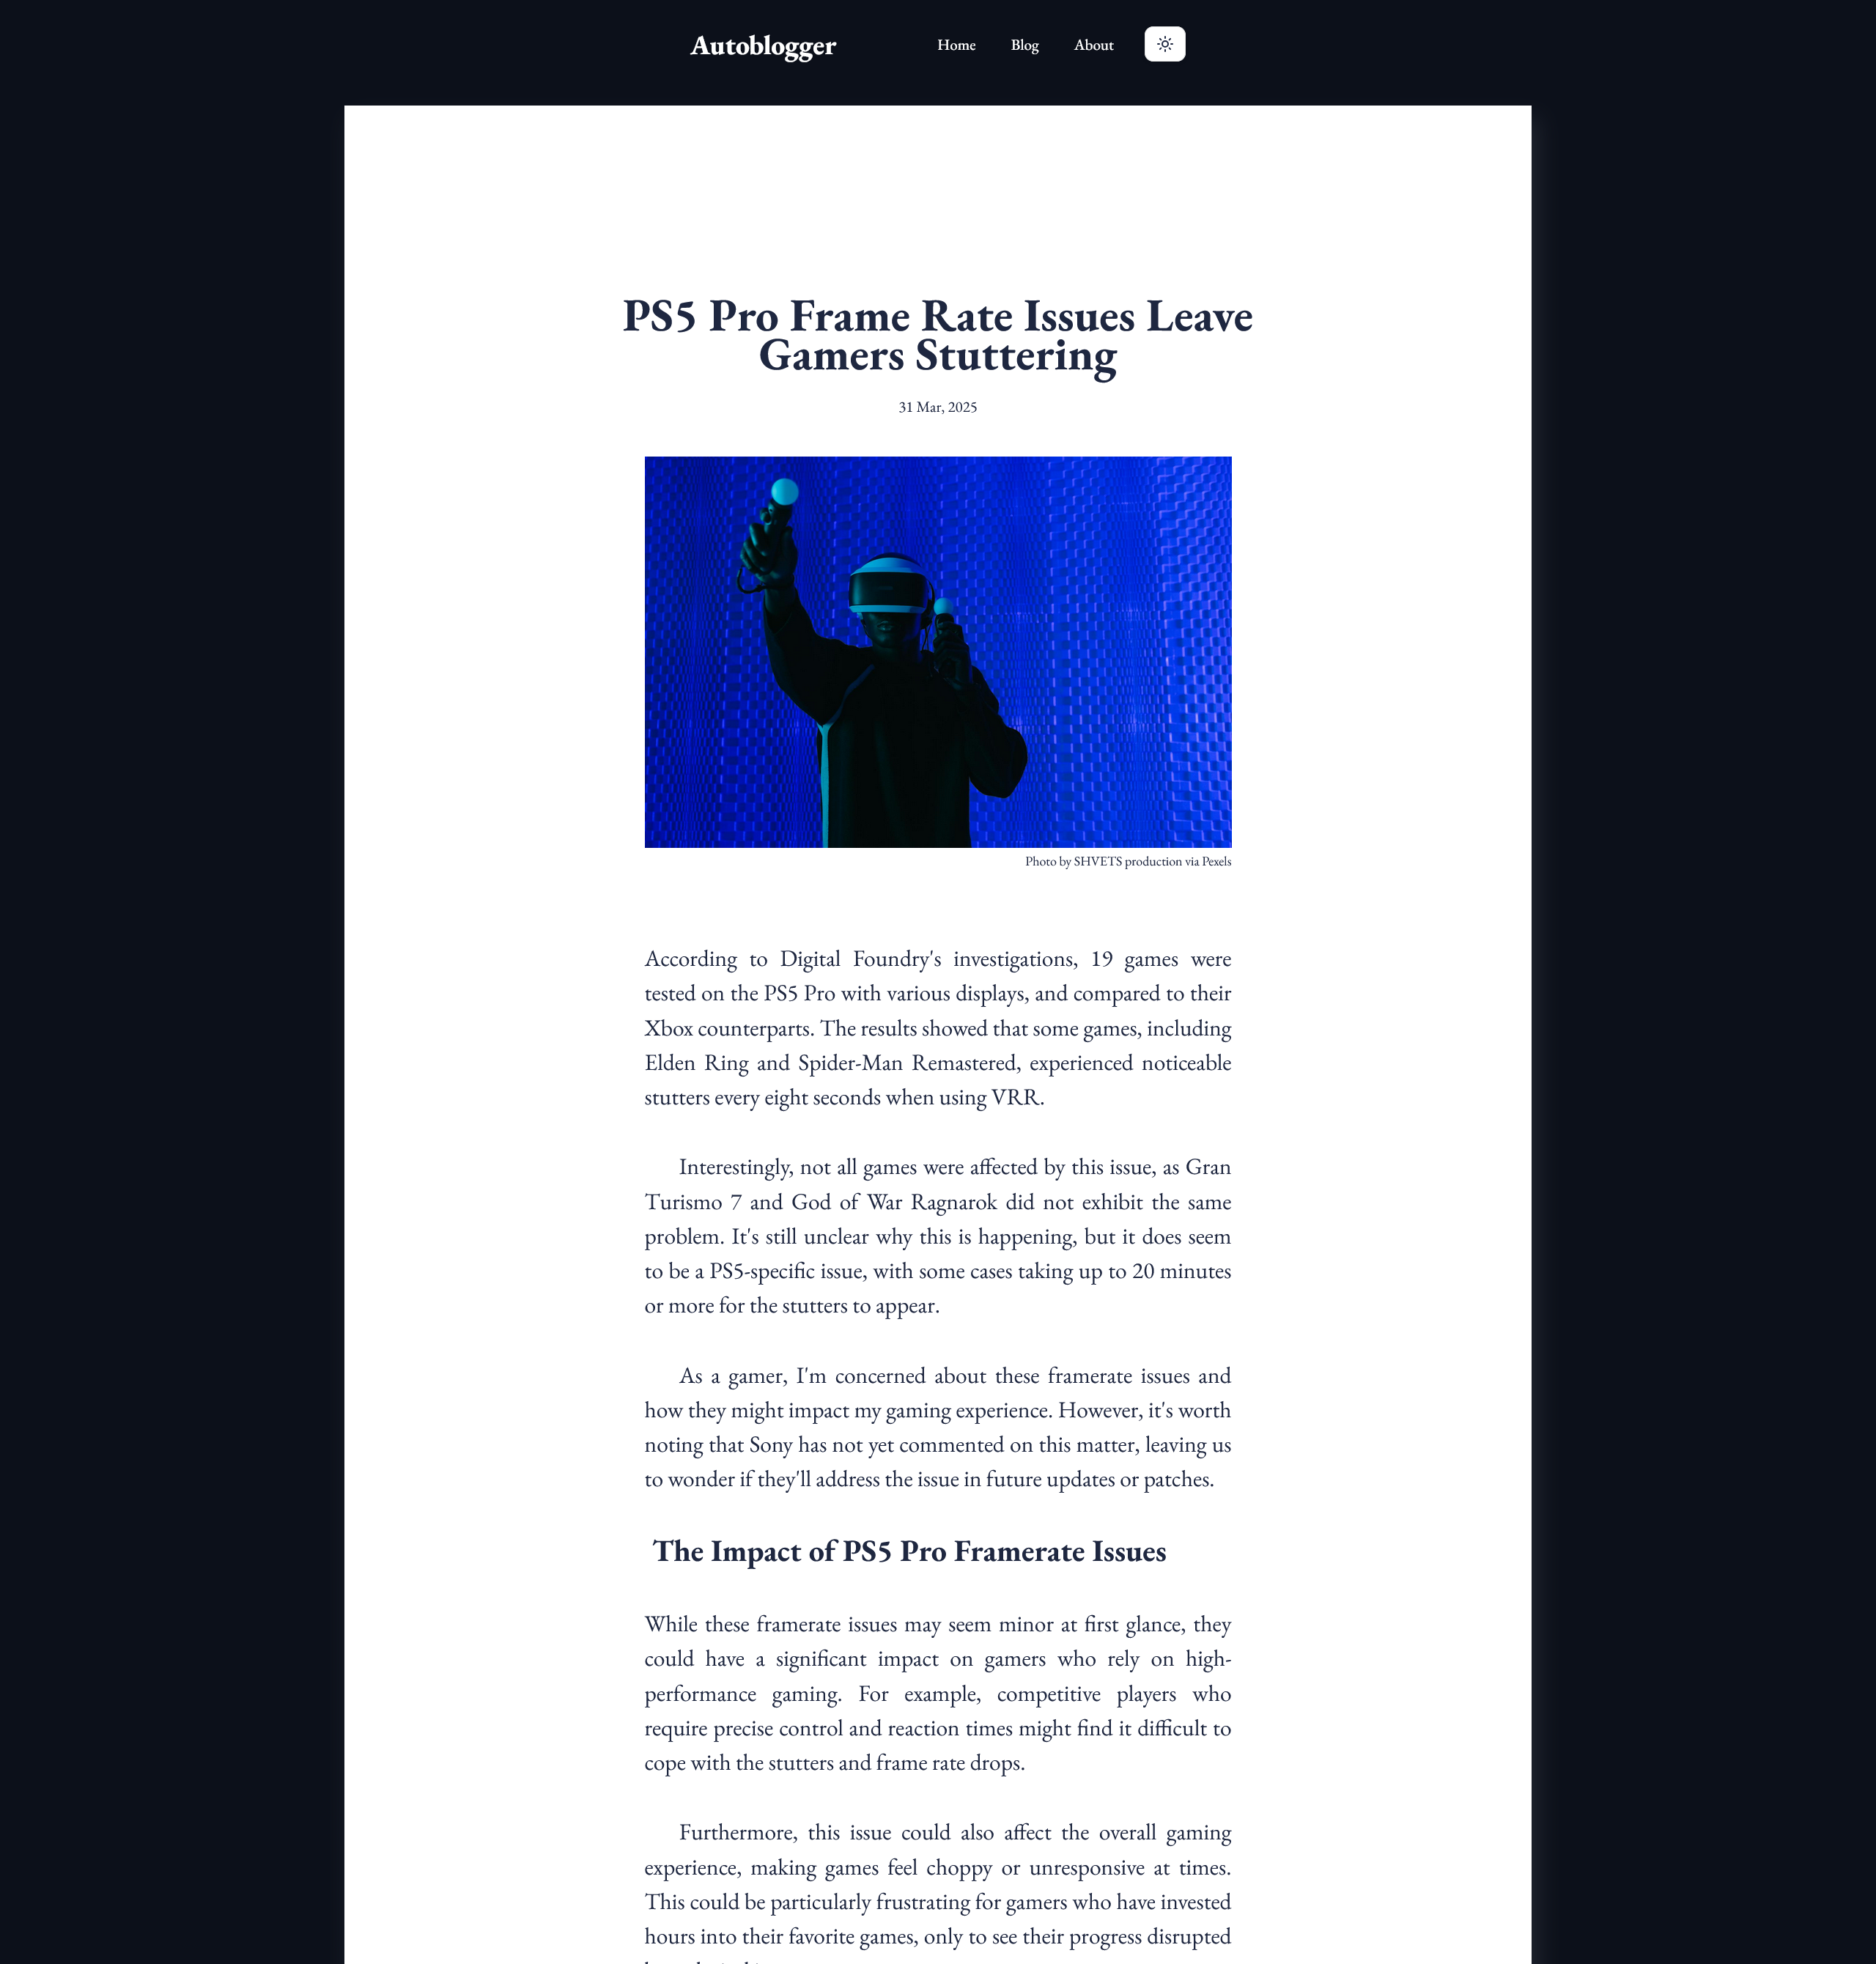 Autoblogger
Home
Blog
About
PS5 Pro Frame Rate Issues Leave
Gamers Stuttering
31 Mar, 2025
Photo by SHVETS production via Pexels
According to Digital Foundry's investigations, 19 games were
tested on the PS5 Pro with various displays, and compared to their
Xbox counterparts. The results showed that some games, including
Elden Ring and Spider-Man Remastered, experienced noticeable
stutters every eight seconds when using VRR.
Interestingly, not all games were affected by this issue, as Gran
Turismo 7 and God of War Ragnarok did not exhibit the same
problem. It's still unclear why this is happening, but it does seem
to be a PS5-specific issue, with some cases taking up to 20 minutes
or more for the stutters to appear.
As a gamer, I'm concerned about these framerate issues and
how they might impact my gaming experience. However, it's worth
noting that Sony has not yet commented on this matter, leaving us
to wonder if they'll address the issue in future updates or patches.
The Impact of PS5 Pro Framerate Issues
While these framerate issues may seem minor at first glance, they
could have a significant impact on gamers who rely on high-
performance gaming. For example, competitive players who
require precise control and reaction times might find it difficult to
cope with the stutters and frame rate drops.
Furthermore, this issue could also affect the overall gaming
experience, making games feel choppy or unresponsive at times.
This could be particularly frustrating for gamers who have invested
hours into their favorite games, only to see their progress disrupted